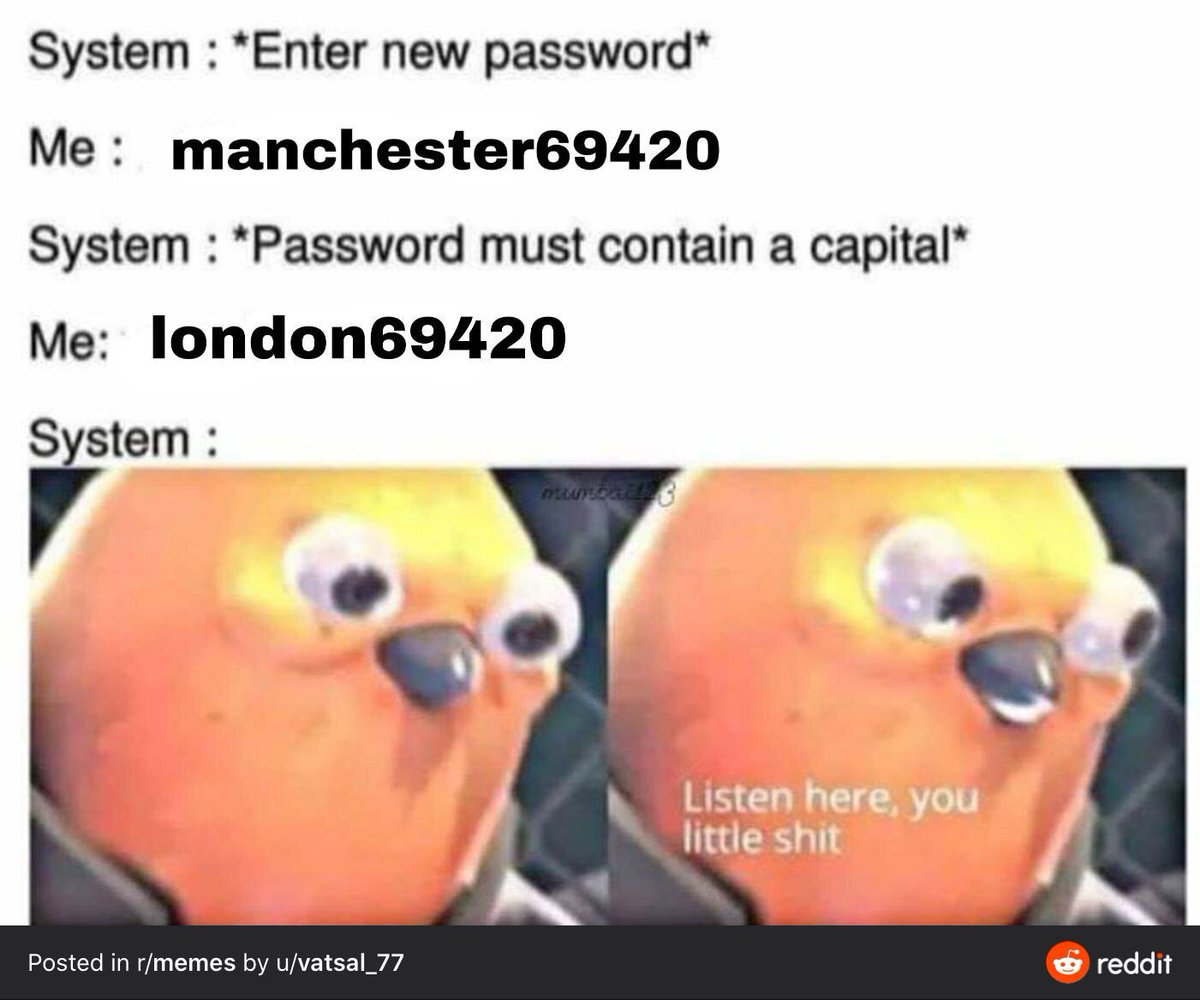 System : *Enter new password*
Me : manchester69420
System : *Password must contain a capital*
Me: london69420
System :
Listen here, you
little shit
Posted in r/memes by u/vatsal_77
reddit